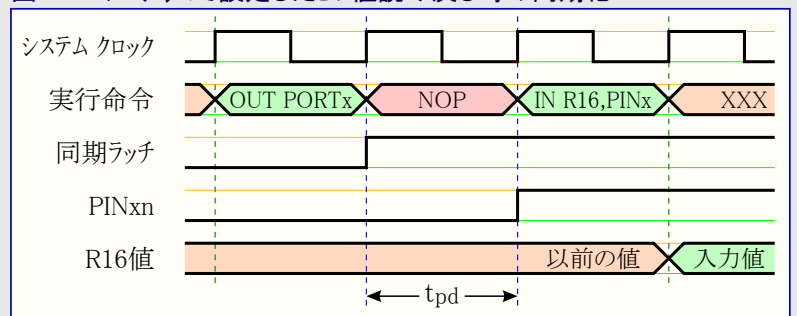 システム クロック
実行命令 OUT PORTx NOP IN R16,PINx XXX
同期ラッチ
PINxn
R16値 以前の値 入力値
tpd